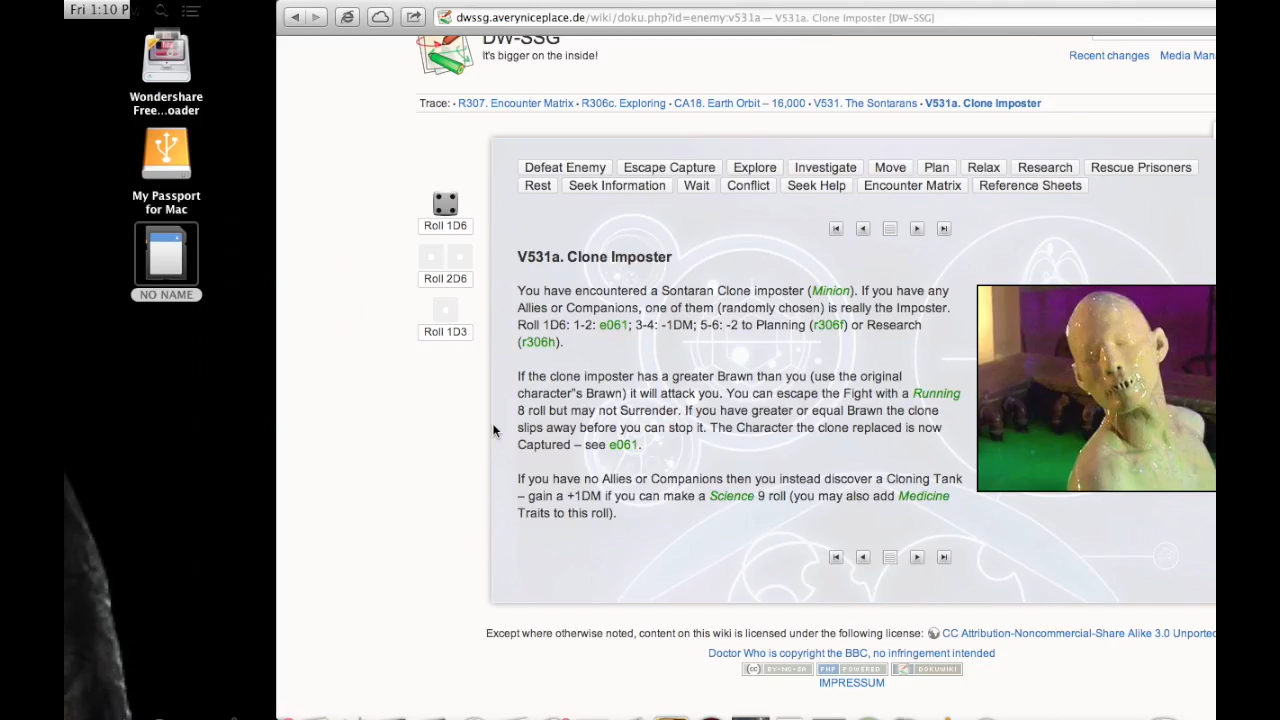 Fri 1:10 P
dwssg.averyniceplace.de/wiki/doku.php?id=enemy:v531a — V531a. Clone Imposter [DW-SSG]
DW-SSG
It's bigger on the inside!
Recent changes Media Man
Trace: • R307. Encounter Matrix • R306c. Exploring • CA18. Earth Orbit – 16,000 • V531. The Sontarans • V531a. Clone Imposter
Wondershare
Free...oader
My Passport
for Mac
NO NAME
Defeat Enemy Escape Capture Explore Investigate Move Plan Relax Research Rescue Prisoners
Rest Seek Information Wait Conflict Seek Help Encounter Matrix Reference Sheets
Roll 1D6
Roll 2D6
Roll 1D3
V531a. Clone Imposter
You have encountered a Sontaran Clone imposter (Minion). If you have any
Allies or Companions, one of them (randomly chosen) is really the Imposter.
Roll 1D6: 1-2: e061; 3-4: -1DM; 5-6: -2 to Planning (r306f) or Research
(r306h).
If the clone imposter has a greater Brawn than you (use the original
character"s Brawn) it will attack you. You can escape the Fight with a Running
8 roll but may not Surrender. If you have greater or equal Brawn the clone
slips away before you can stop it. The Character the clone replaced is now
Captured – see e061.
If you have no Allies or Companions then you instead discover a Cloning Tank
– gain a +1DM if you can make a Science 9 roll (you may also add Medicine
Traits to this roll).
Except where otherwise noted, content on this wiki is licensed under the following license: CC Attribution-Noncommercial-Share Alike 3.0 Unported
Doctor Who is copyright the BBC, no infringement intended
BY-NC-SA PHP POWERED DOKUWIKI
IMPRESSUM